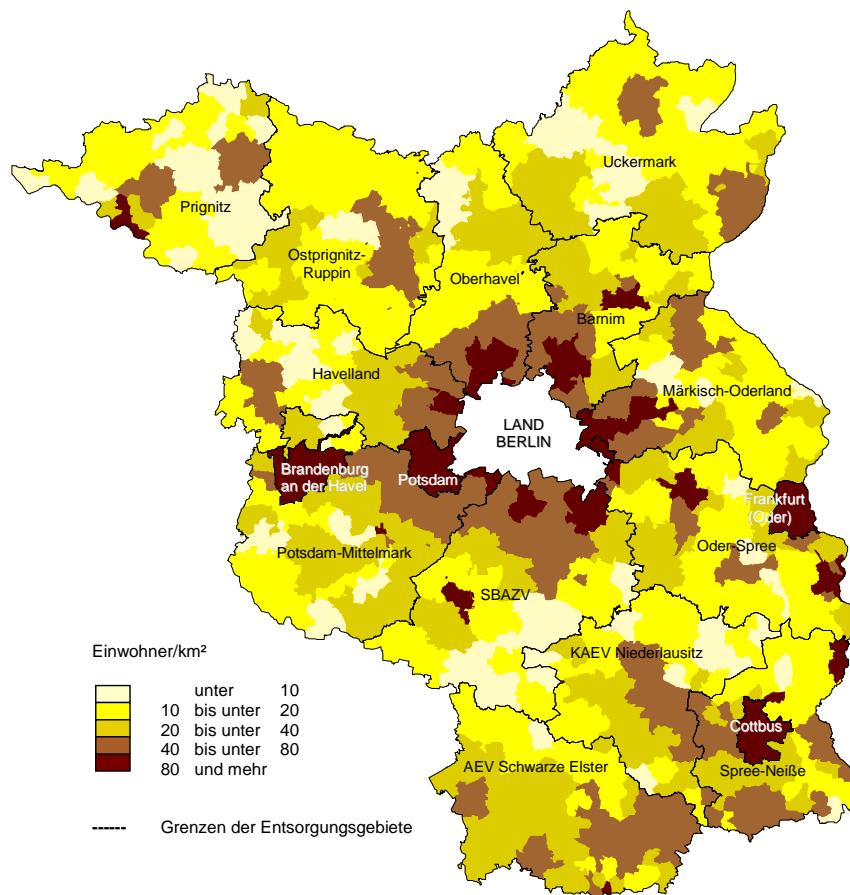 Uckermark
Prignitz
Ostprignitz-
Ruppin
Oberhavel
Barnim
Havelland
Märkisch-Oderland
LAND
BERLIN
Brandenburg
an der Havel
Potsdam
Frankfurt
(Oder)
Oder-Spree
Potsdam-Mittelmark
SBAZV
KAEV Niederlausitz
Cottbus
AEV Schwarze Elster
Spree-Neiße
Einwohner/km²
unter 10
10 bis unter 20
20 bis unter 40
40 bis unter 80
80 und mehr
Grenzen der Entsorgungsgebiete